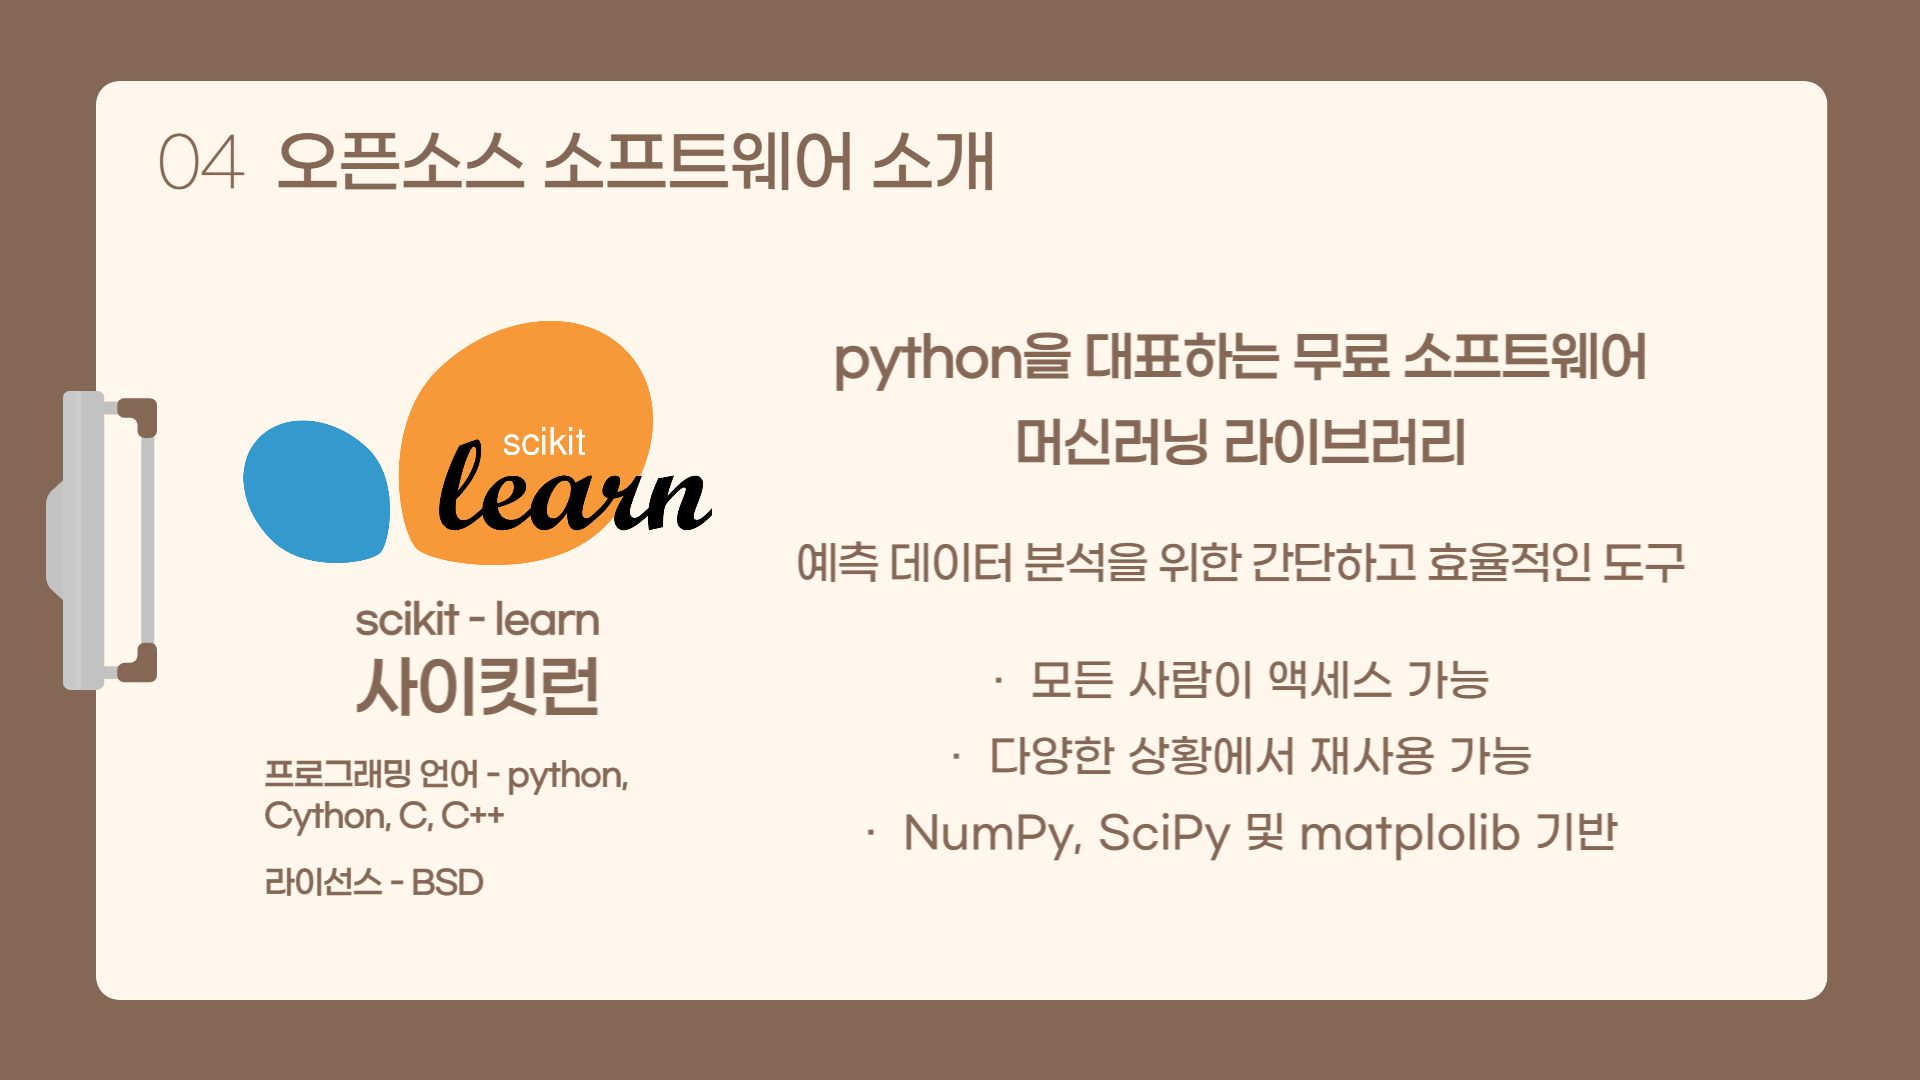 04 오픈소스 소프트웨어 소개
scikit
learn
scikit - learn
사이킷런
프로그래밍 언어 - python,
Cython, C, C++
라이선스 - BSD
python을 대표하는 무료 소프트웨어
머신러닝 라이브러리
예측 데이터 분석을 위한 간단하고 효율적인 도구
· 모든 사람이 액세스 가능
· 다양한 상황에서 재사용 가능
· NumPy, SciPy 및 matplolib 기반